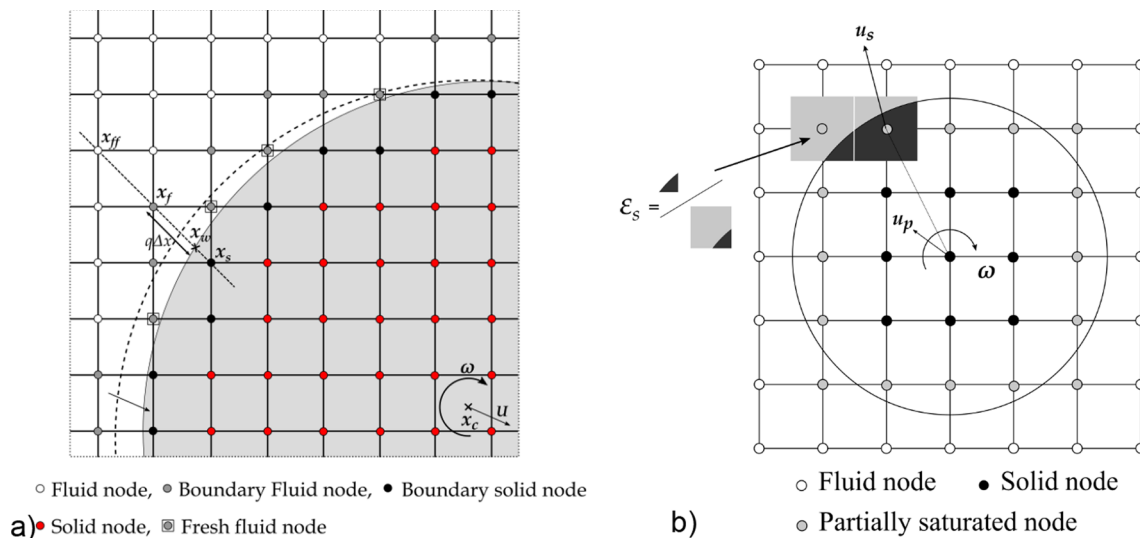 x_ff
x_f
qΔx
x_w
x_s
ω
u
x_c
○ Fluid node, ● Boundary Fluid node, ● Boundary solid node
a) ● Solid node, ▣ Fresh fluid node
u_s
ε_s =
u_p
ω
○ Fluid node ● Solid node
b) ● Partially saturated node